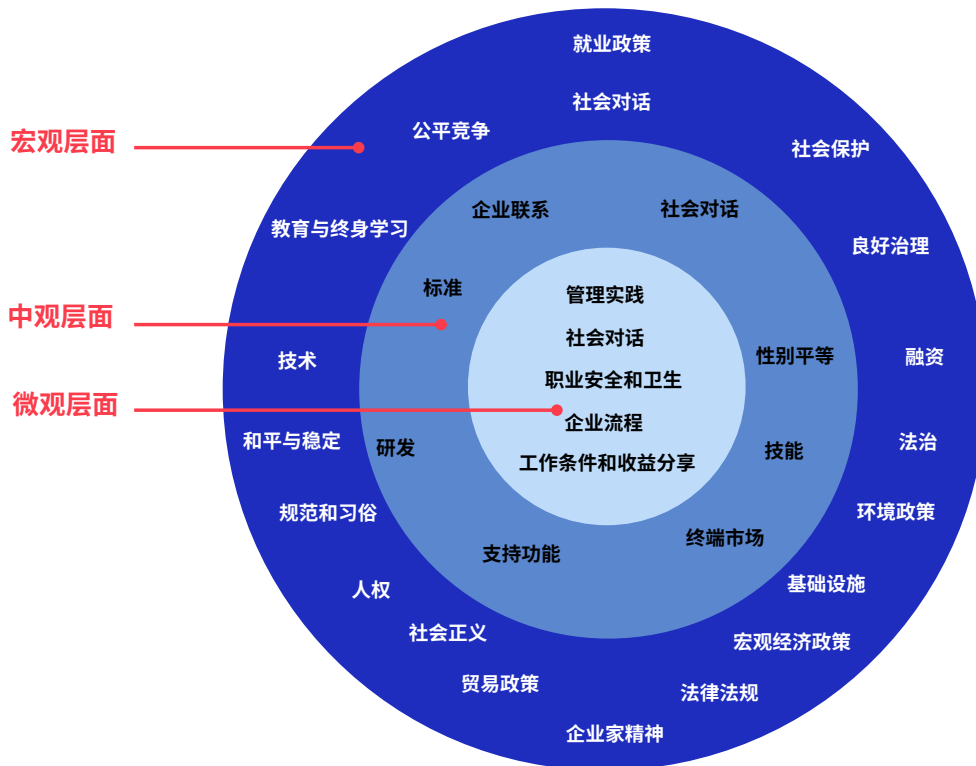 就业政策
社会对话
公平竞争
宏观层面
社会保护
企业联系
社会对话
教育与终身学习
良好治理
标准
管理实践
中观层面
社会对话
性别平等
融资
技术
职业安全和卫生
微观层面
企业流程
和平与稳定
研发
技能
法治
工作条件和收益分享
规范和习俗
环境政策
终端市场
支持功能
基础设施
人权
社会正义
宏观经济政策
贸易政策
法律法规
企业家精神